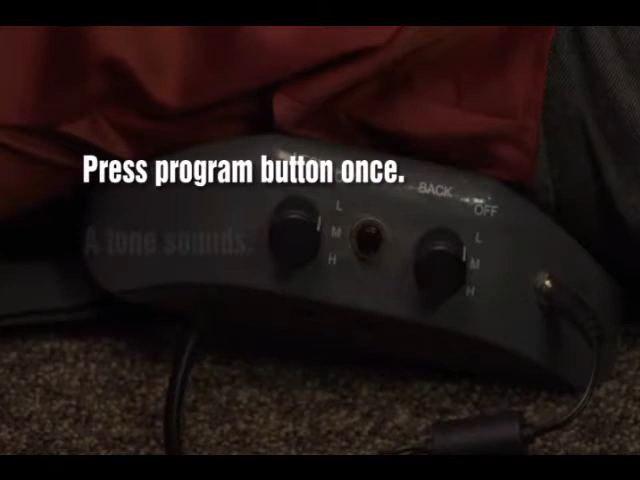 Press program button once.
BACK
OFF
A tone sounds.
L
M
H
L
M
H